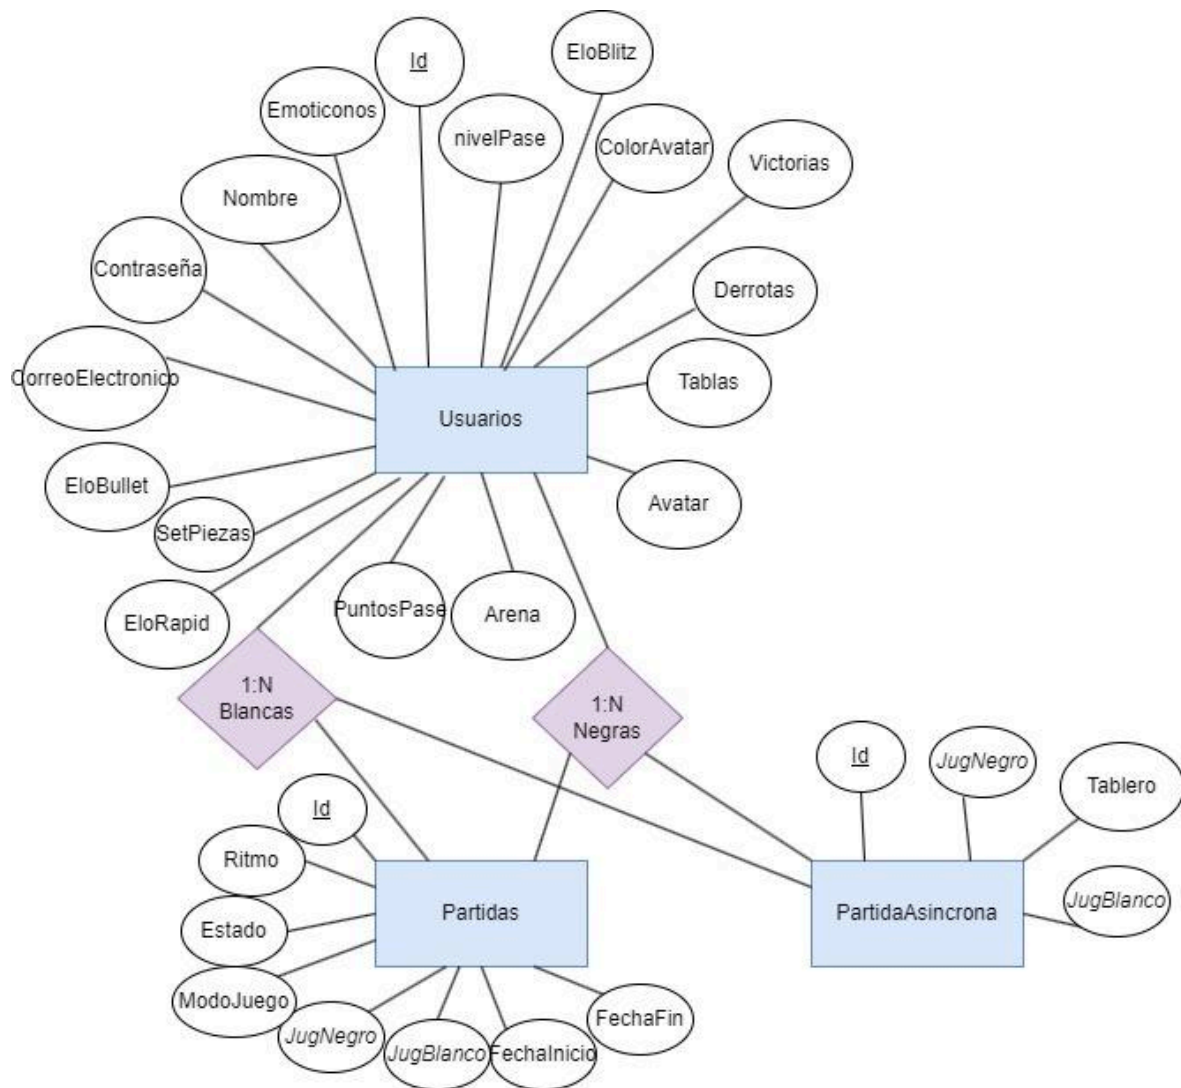 EloBlitz
Id
Emoticonos
nivelPase
ColorAvatar
Victorias
Nombre
Contraseña
Derrotas
CorreoElectronico
Tablas
Usuarios
EloBullet
Avatar
SetPiezas
PuntosPase
Arena
EloRapid
1:N
Blancas
1:N
Negras
Id
JugNegro
Tablero
Id
Ritmo
JugBlanco
Estado
Partidas
PartidaAsincrona
ModoJuego
JugNegro
JugBlanco
FechaInicio
FechaFin